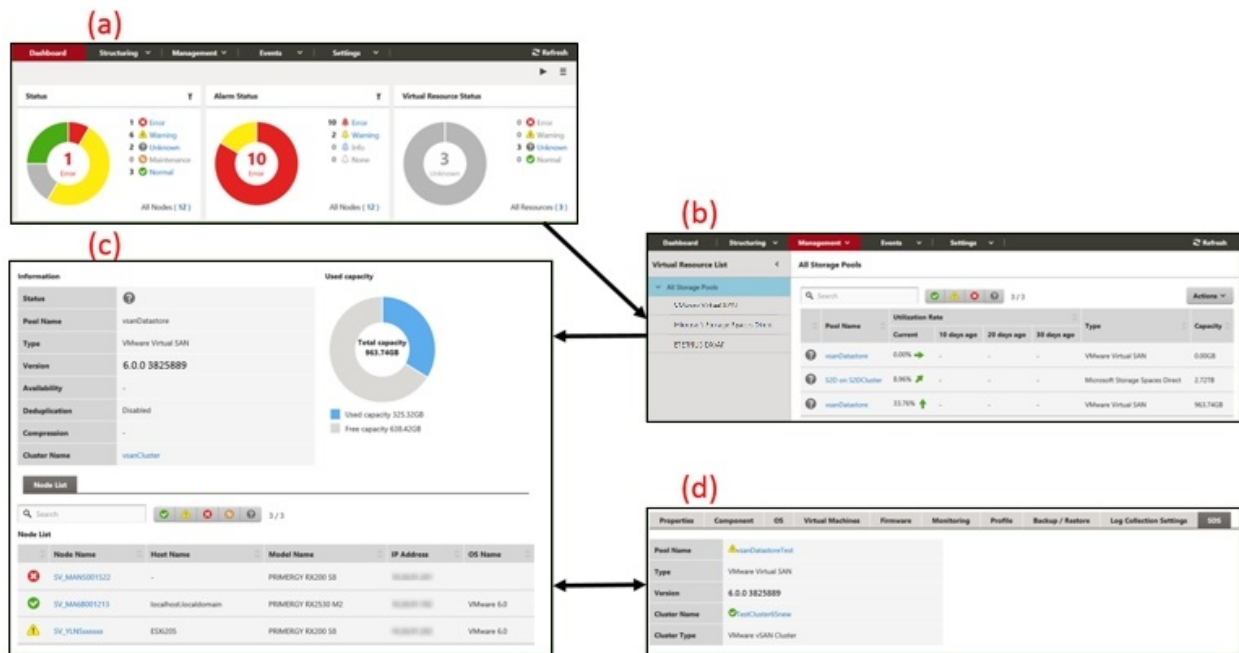 (a)
Dashboard Structuring Management Events Settings Refresh
Status
1 Error
1 Error
6 Warning
2 Unknown
0 Maintenance
3 Normal
All Nodes ( 12 )
Alarm Status
10 Error
10 Error
2 Warning
0 Info
0 None
All Nodes ( 12 )
Virtual Resource Status
3 Unknown
0 Error
0 Warning
3 Unknown
0 Normal
All Resources ( 3 )
(b)
Dashboard Structuring Management Events Settings Refresh
Virtual Resource List
All Storage Pools
VMware Virtual SAN
All Storage Pools
Search 3 / 3 Actions
Pool Name Utilization Rate Type Capacity
Current 10 days ago 20 days ago 30 days ago
vsanDatastore 0.00% - - - VMware Virtual SAN 0.00GB
S2D on S2DCluster 8.96% - - - Microsoft Storage Spaces Direct 2.72TB
vsanDatastore 33.76% - - - VMware Virtual SAN 963.74GB
(c)
Information
Status
Pool Name vsanDatastore
Type VMware Virtual SAN
Version 6.0.0 3825889
Availability -
Deduplication Disabled
Compression -
Cluster Name vsanCluster
Used capacity
Total capacity
963.74GB
Used capacity 325.32GB
Free capacity 638.42GB
Node List
Search 3 / 3
Node List
Node Name Host Name Model Name IP Address OS Name
SV_MANS001522 - PRIMERGY RX200 S8
SV_MA6B001213 localhost.localdomain PRIMERGY RX2530 M2 VMware 6.0
SV_YLNSxxxxxx ESXi205 PRIMERGY RX200 S8 VMware 6.0
(d)
Properties Component OS Virtual Machines Firmware Monitoring Profile Backup / Restore Log Collection Settings SDS
Pool Name vsanDatastoreTest
Type VMware Virtual SAN
Version 6.0.0 3825889
Cluster Name TestCluster65new
Cluster Type VMware vSAN Cluster